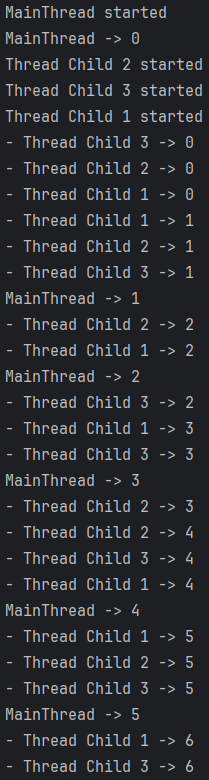 MainThread started
MainThread -> 0
Thread Child 2 started
Thread Child 3 started
Thread Child 1 started
- Thread Child 3 -> 0
- Thread Child 2 -> 0
- Thread Child 1 -> 0
- Thread Child 1 -> 1
- Thread Child 2 -> 1
- Thread Child 3 -> 1
MainThread -> 1
- Thread Child 2 -> 2
- Thread Child 1 -> 2
MainThread -> 2
- Thread Child 3 -> 2
- Thread Child 1 -> 3
- Thread Child 3 -> 3
MainThread -> 3
- Thread Child 2 -> 3
- Thread Child 2 -> 4
- Thread Child 3 -> 4
- Thread Child 1 -> 4
MainThread -> 4
- Thread Child 1 -> 5
- Thread Child 2 -> 5
- Thread Child 3 -> 5
MainThread -> 5
- Thread Child 1 -> 6
- Thread Child 3 -> 6